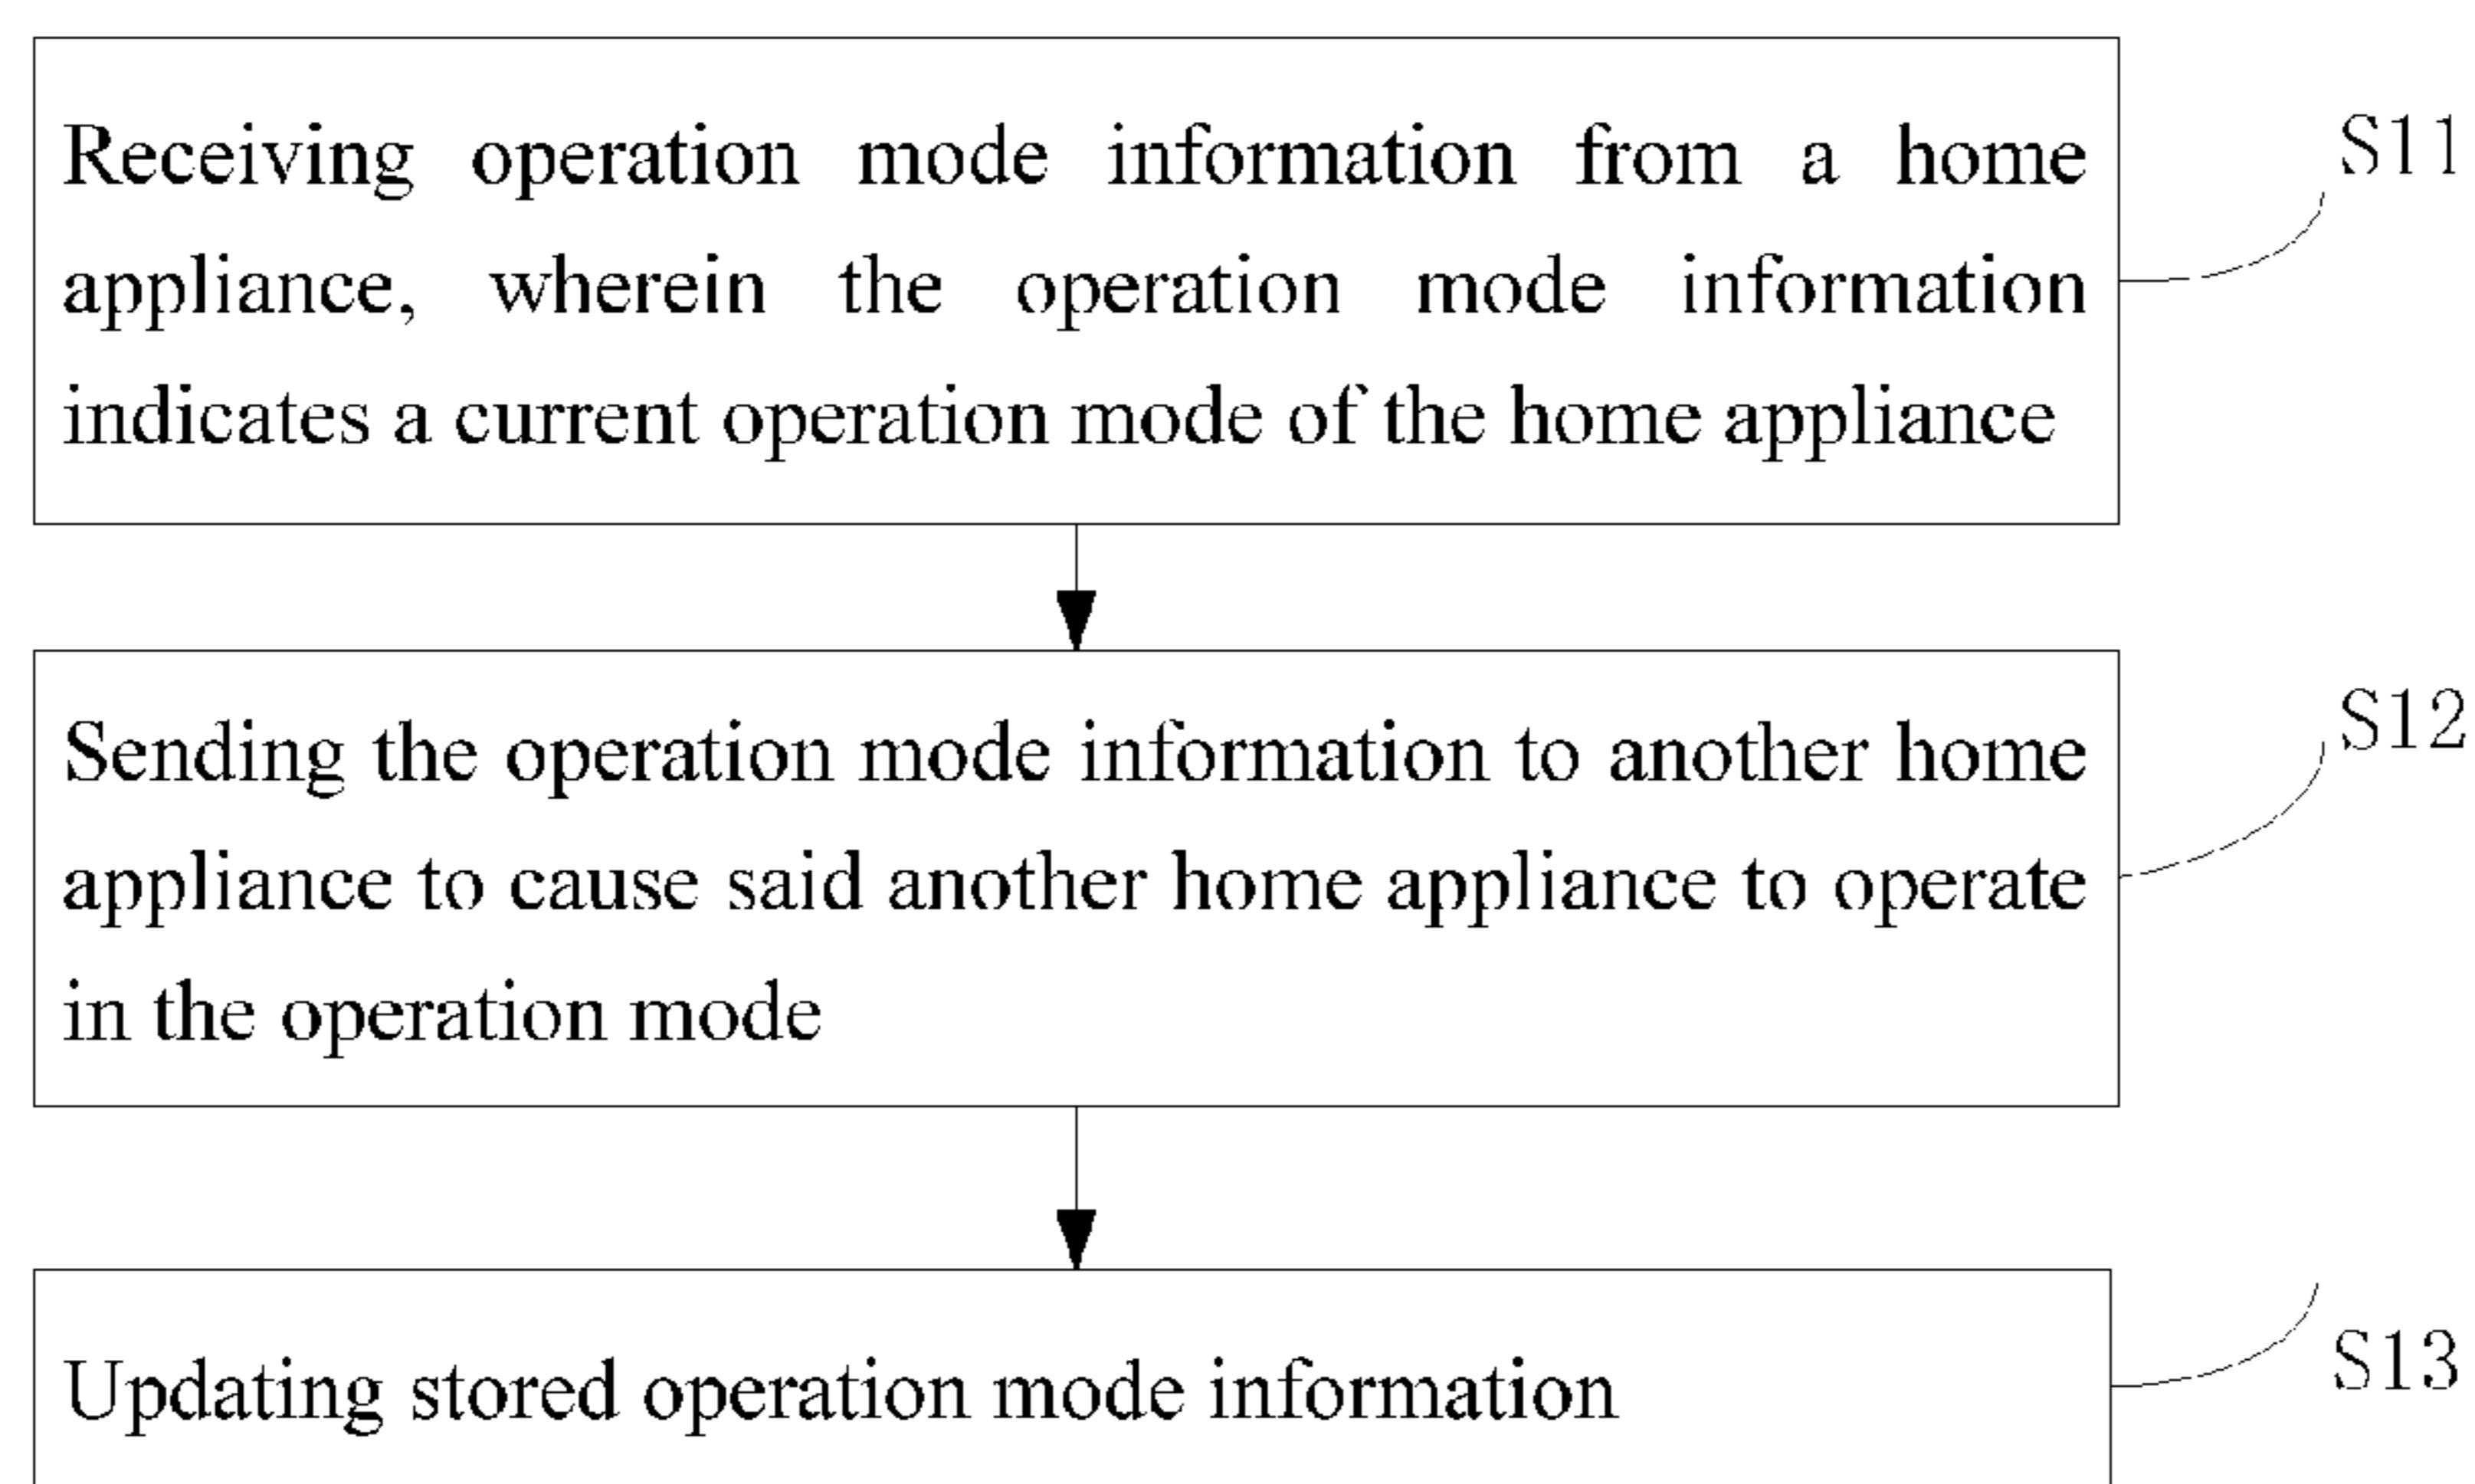 Receiving operation mode information from a home
S11
appliance, wherein the operation mode information
indicates a current operation mode of the home appliance
Sending the operation mode information to another home
S12
appliance to cause said another home appliance to operate
in the operation mode
Updating stored operation mode information
S13